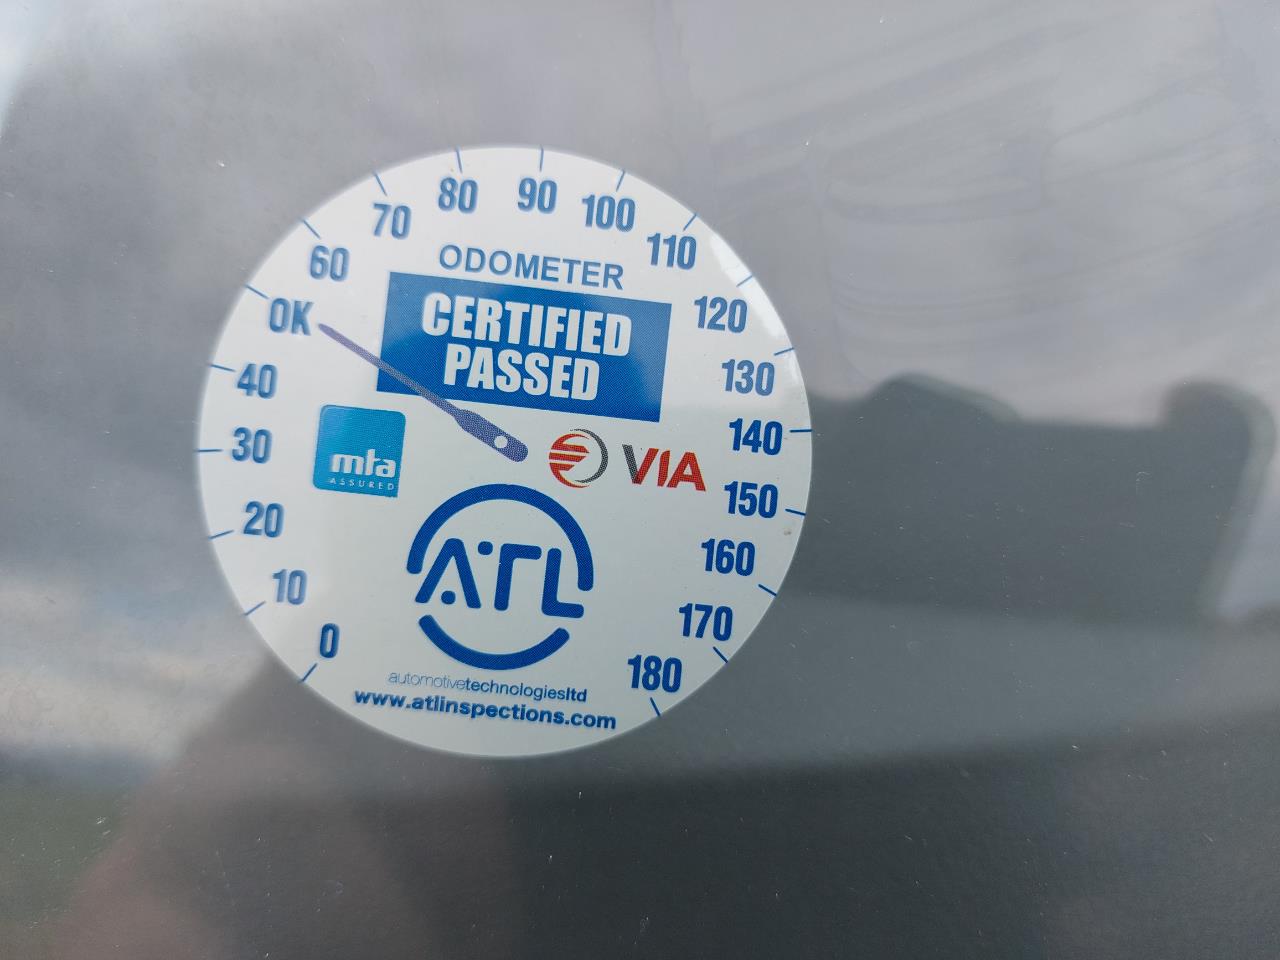 80 90 100
70 110
60 120
OK 130
40 140
30 150
20 160
10 170
0 180
ODOMETER
CERTIFIED
PASSED
mta
ASSURED
VIA
ATL
automotivetechnologiesltd
www.atlinspections.com